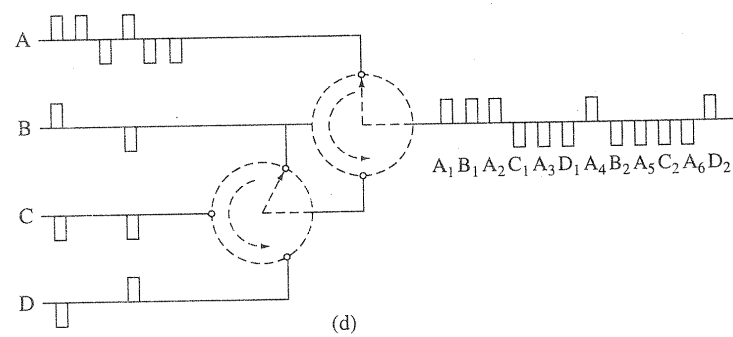 A
B
A₁ B₁ A₂ C₁ A₃ D₁ A₄ B₂ A₅ C₂ A₆ D₂
C
D
(d)